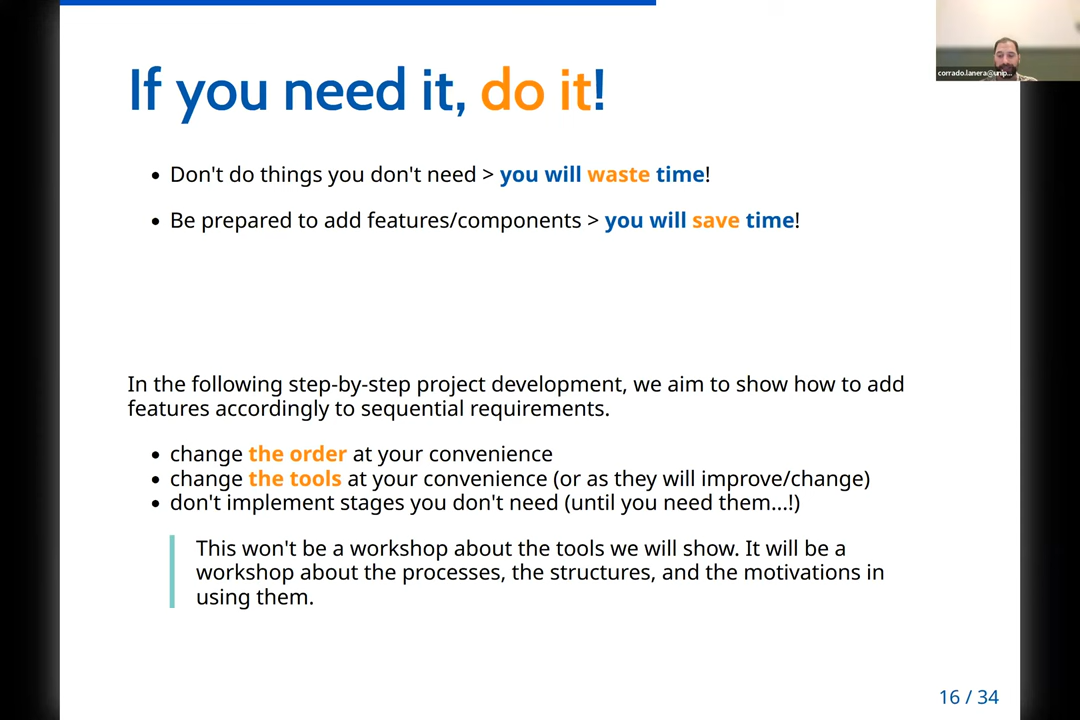 corrado.lanera@unip...
If you need it, do it!
• Don't do things you don't need > you will waste time!
• Be prepared to add features/components > you will save time!
In the following step-by-step project development, we aim to show how to add
features accordingly to sequential requirements.
• change the order at your convenience
• change the tools at your convenience (or as they will improve/change)
• don't implement stages you don't need (until you need them...!)
This won't be a workshop about the tools we will show. It will be a
workshop about the processes, the structures, and the motivations in
using them.
16 / 34